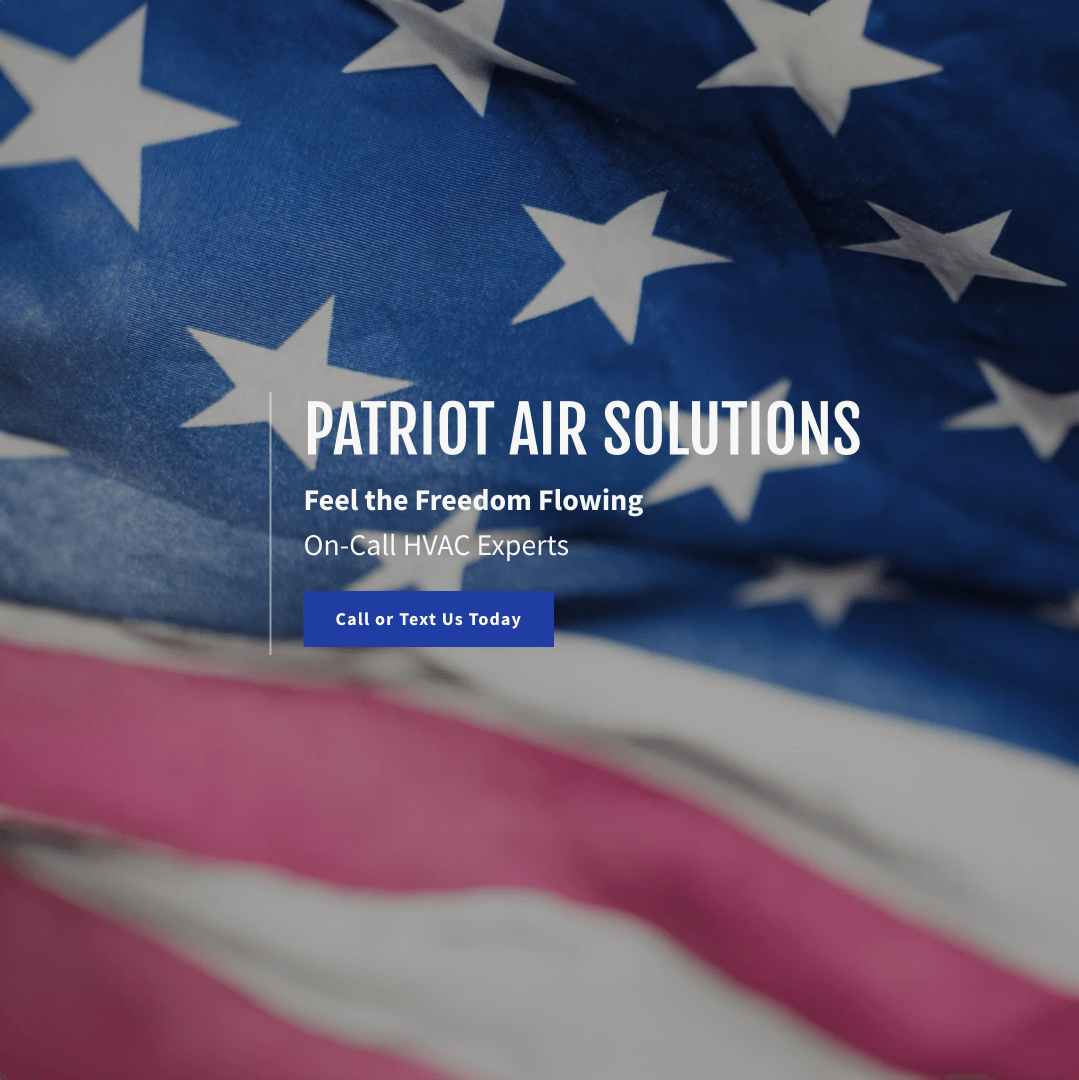 PATRIOT AIR SOLUTIONS
Feel the Freedom Flowing
On-Call HVAC Experts
Call or Text Us Today